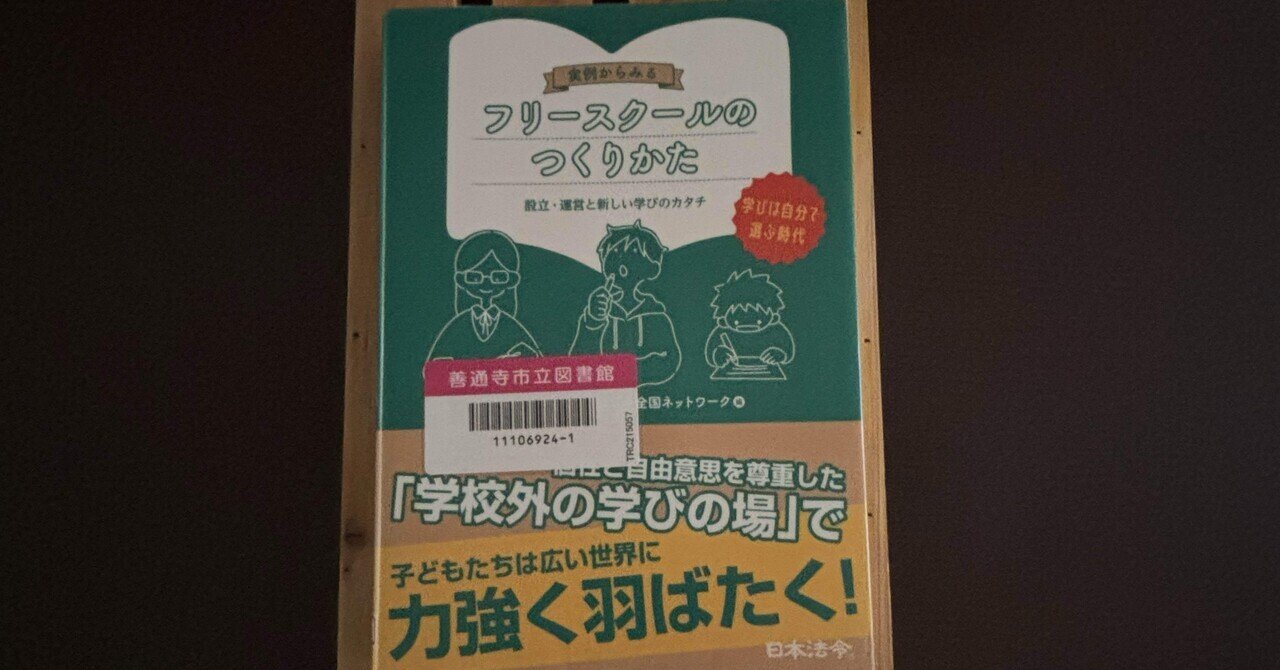 実例からみる
フリースクールの
つくりかた
設立・運営と新しい学びのカタチ
学びは自分で
選ぶ時代
善通寺市立図書館
11106924-1
TRC215057
全国ネットワーク 編
個性と自由意思を尊重した
「学校外の学びの場」で
子どもたちは広い世界に
力強く羽ばたく!
日本法令